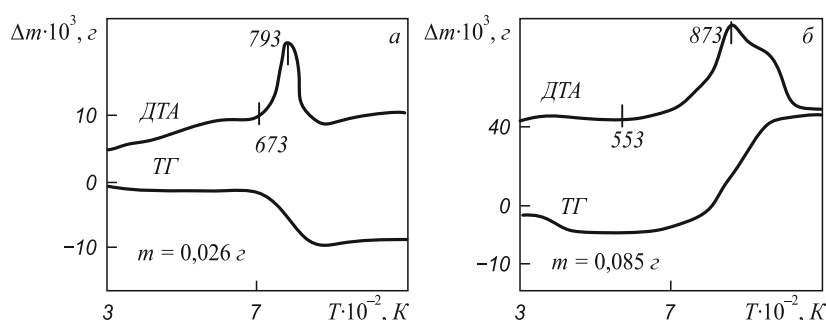 Δm·10³, г
а
793
10
ДТА
673
ТГ
0
−10
m = 0,026 г
3
7
T·10⁻², К
Δm·10³, г
б
873
ДТА
40
553
ТГ
0
−10
m = 0,085 г
3
7
T·10⁻², К